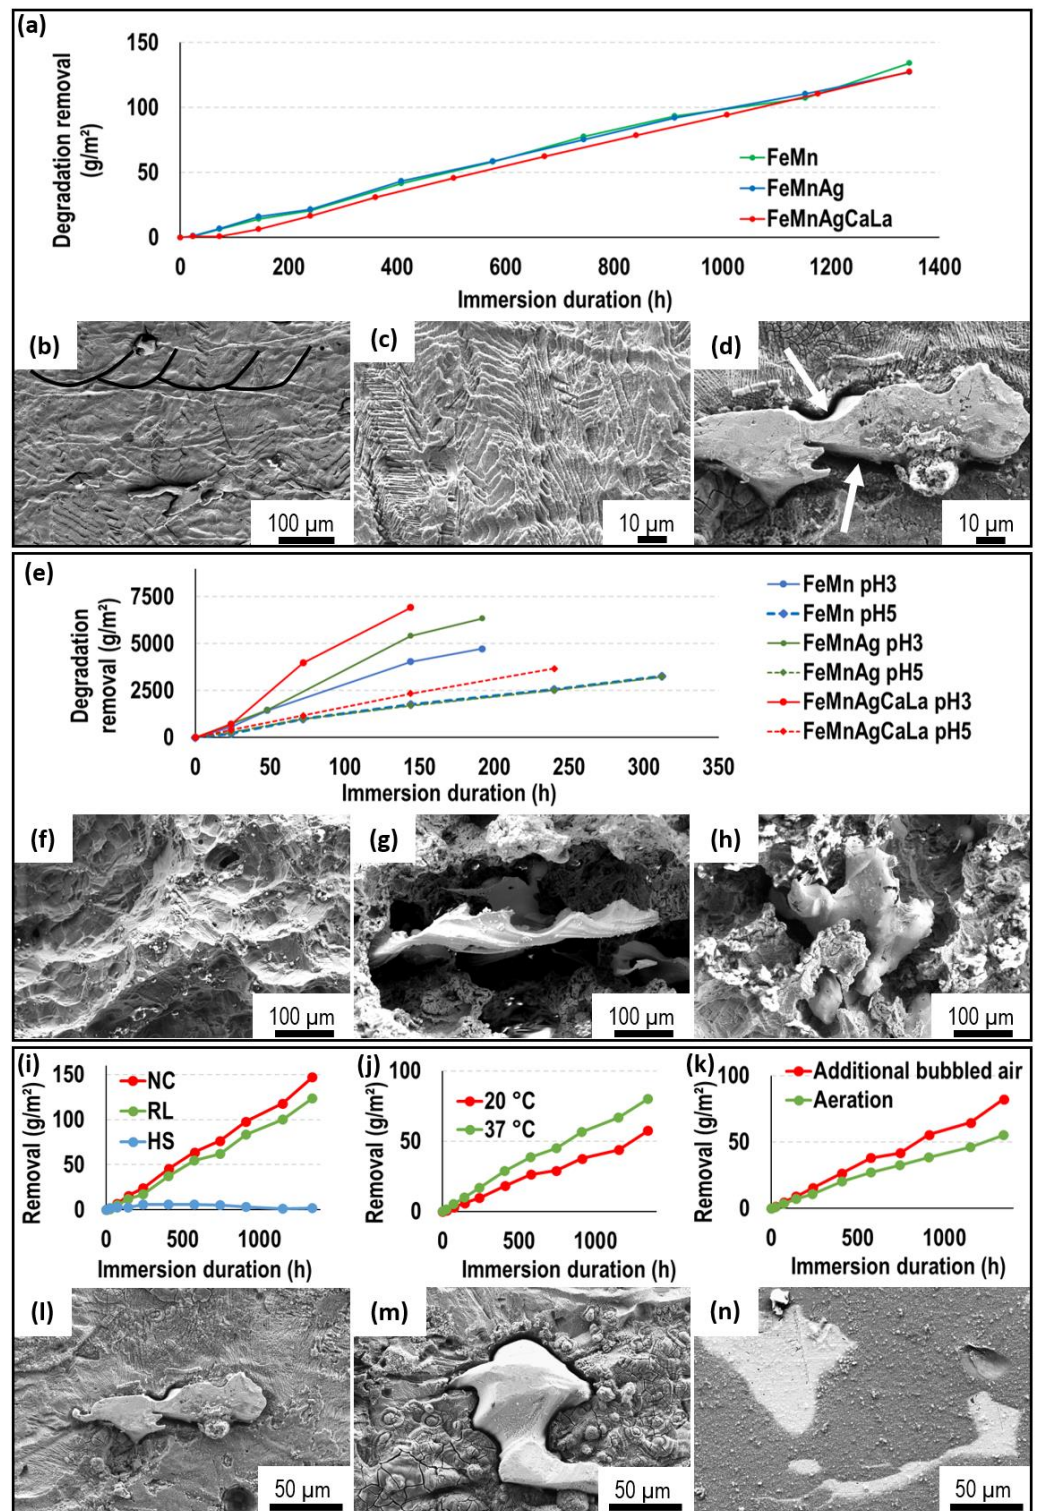 (a)
150
100
50
0
Degradation removal
(g/m²)
FeMn
FeMnAg
FeMnAgCaLa
0 200 400 600 800 1000 1200 1400
Immersion duration (h)
(b)
100 µm
(c)
10 µm
(d)
10 µm
(e)
7500
5000
2500
0
Degradation
removal (g/m²)
0 50 100 150 200 250 300 350
Immersion duration (h)
FeMn pH3
FeMn pH5
FeMnAg pH3
FeMnAg pH5
FeMnAgCaLa pH3
FeMnAgCaLa pH5
(f)
100 µm
(g)
100 µm
(h)
100 µm
(i)
150
100
50
0
Removal (g/m²)
NC
RL
HS
0 500 1000
Immersion duration (h)
(j)
100
50
0
Removal (g/m²)
20 °C
37 °C
0 500 1000
Immersion duration (h)
(k)
100
50
0
Removal (g/m²)
Additional bubbled air
Aeration
0 500 1000
Immersion duration (h)
(l)
50 µm
(m)
50 µm
(n)
50 µm